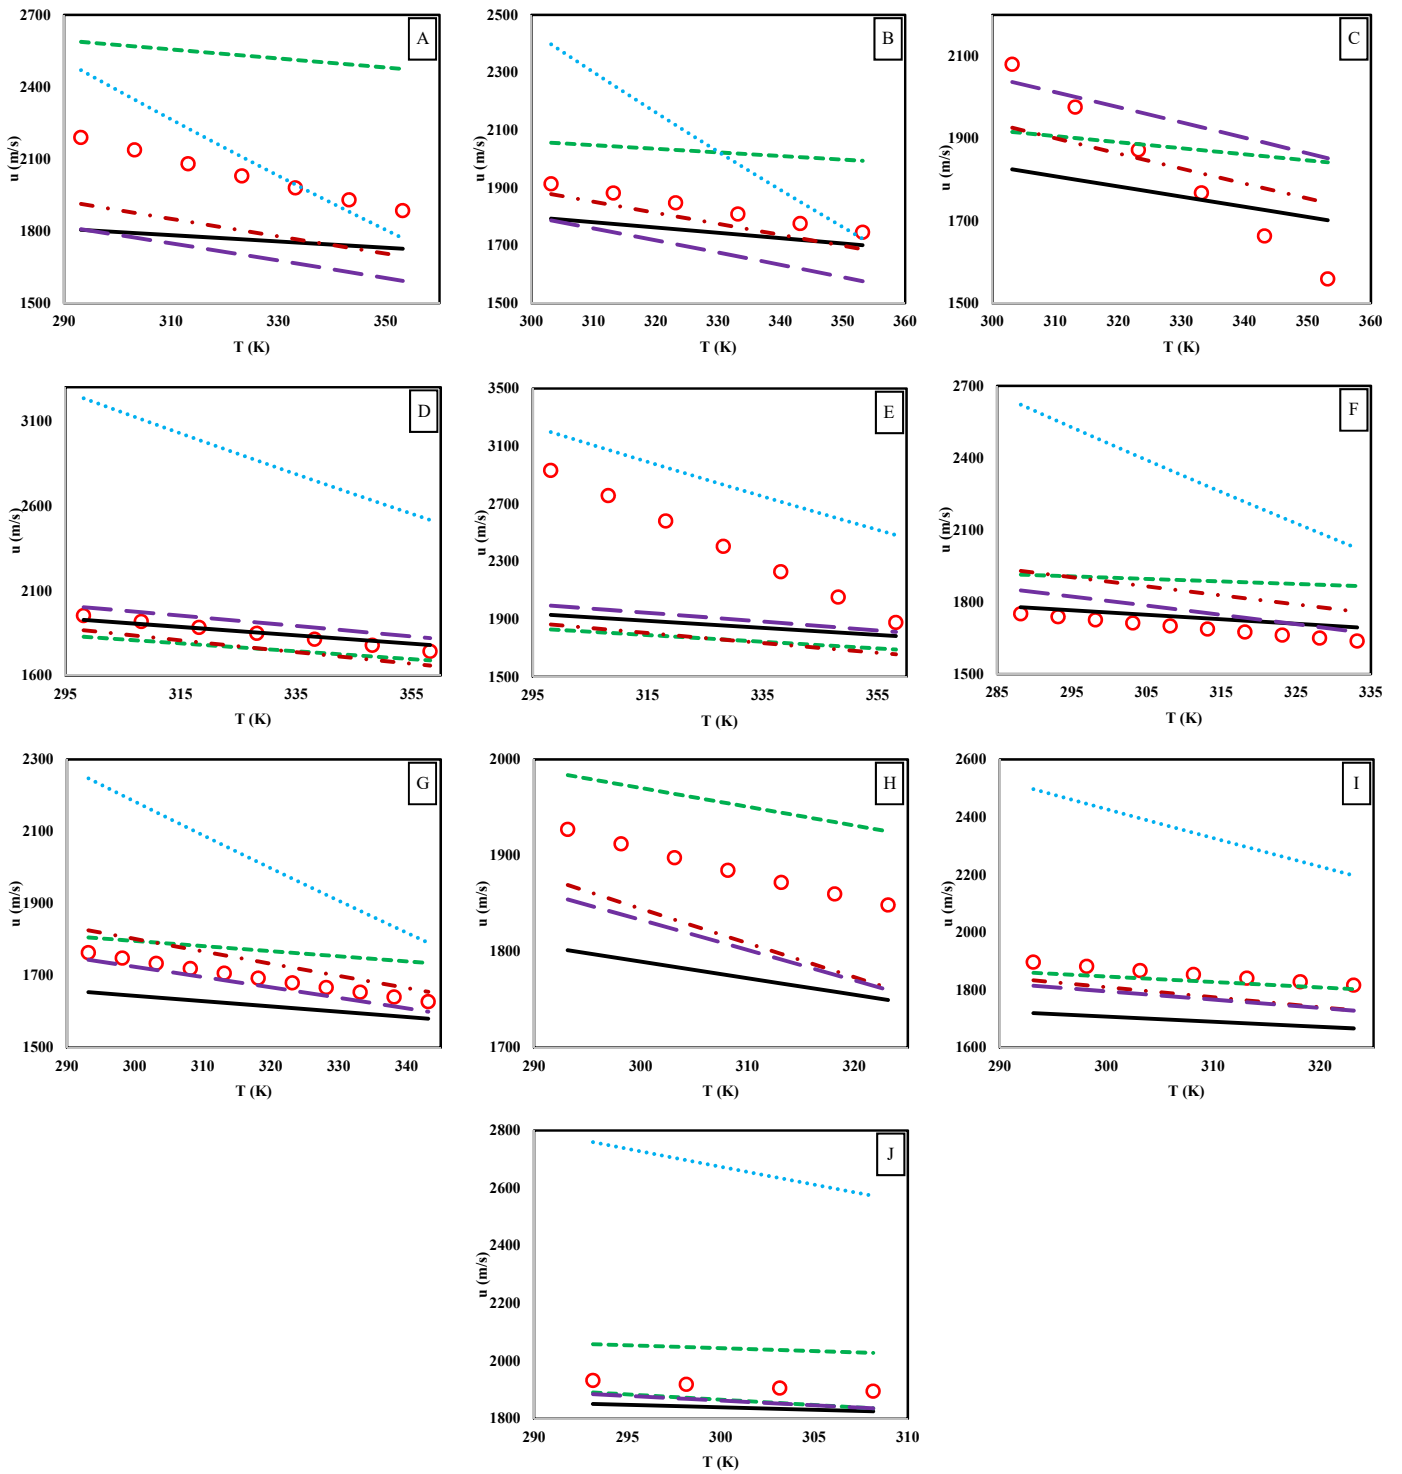 A
2700
2400
2100
1800
1500
u (m/s)
290 310 330 350
T (K)
B
2500
2300
2100
1900
1700
1500
u (m/s)
300 310 320 330 340 350 360
T (K)
C
2100
1900
1700
1500
u (m/s)
300 310 320 330 340 350 360
T (K)
D
3100
2600
2100
1600
u (m/s)
295 315 335 355
T (K)
E
3500
3100
2700
2300
1900
1500
u (m/s)
295 315 335 355
T (K)
F
2700
2400
2100
1800
1500
u (m/s)
285 295 305 315 325 335
T (K)
G
2300
2100
1900
1700
1500
u (m/s)
290 300 310 320 330 340
T (K)
H
2000
1900
1800
1700
u (m/s)
290 300 310 320
T (K)
I
2600
2400
2200
2000
1800
1600
u (m/s)
290 300 310 320
T (K)
J
2800
2600
2400
2200
2000
1800
u (m/s)
290 295 300 305 310
T (K)